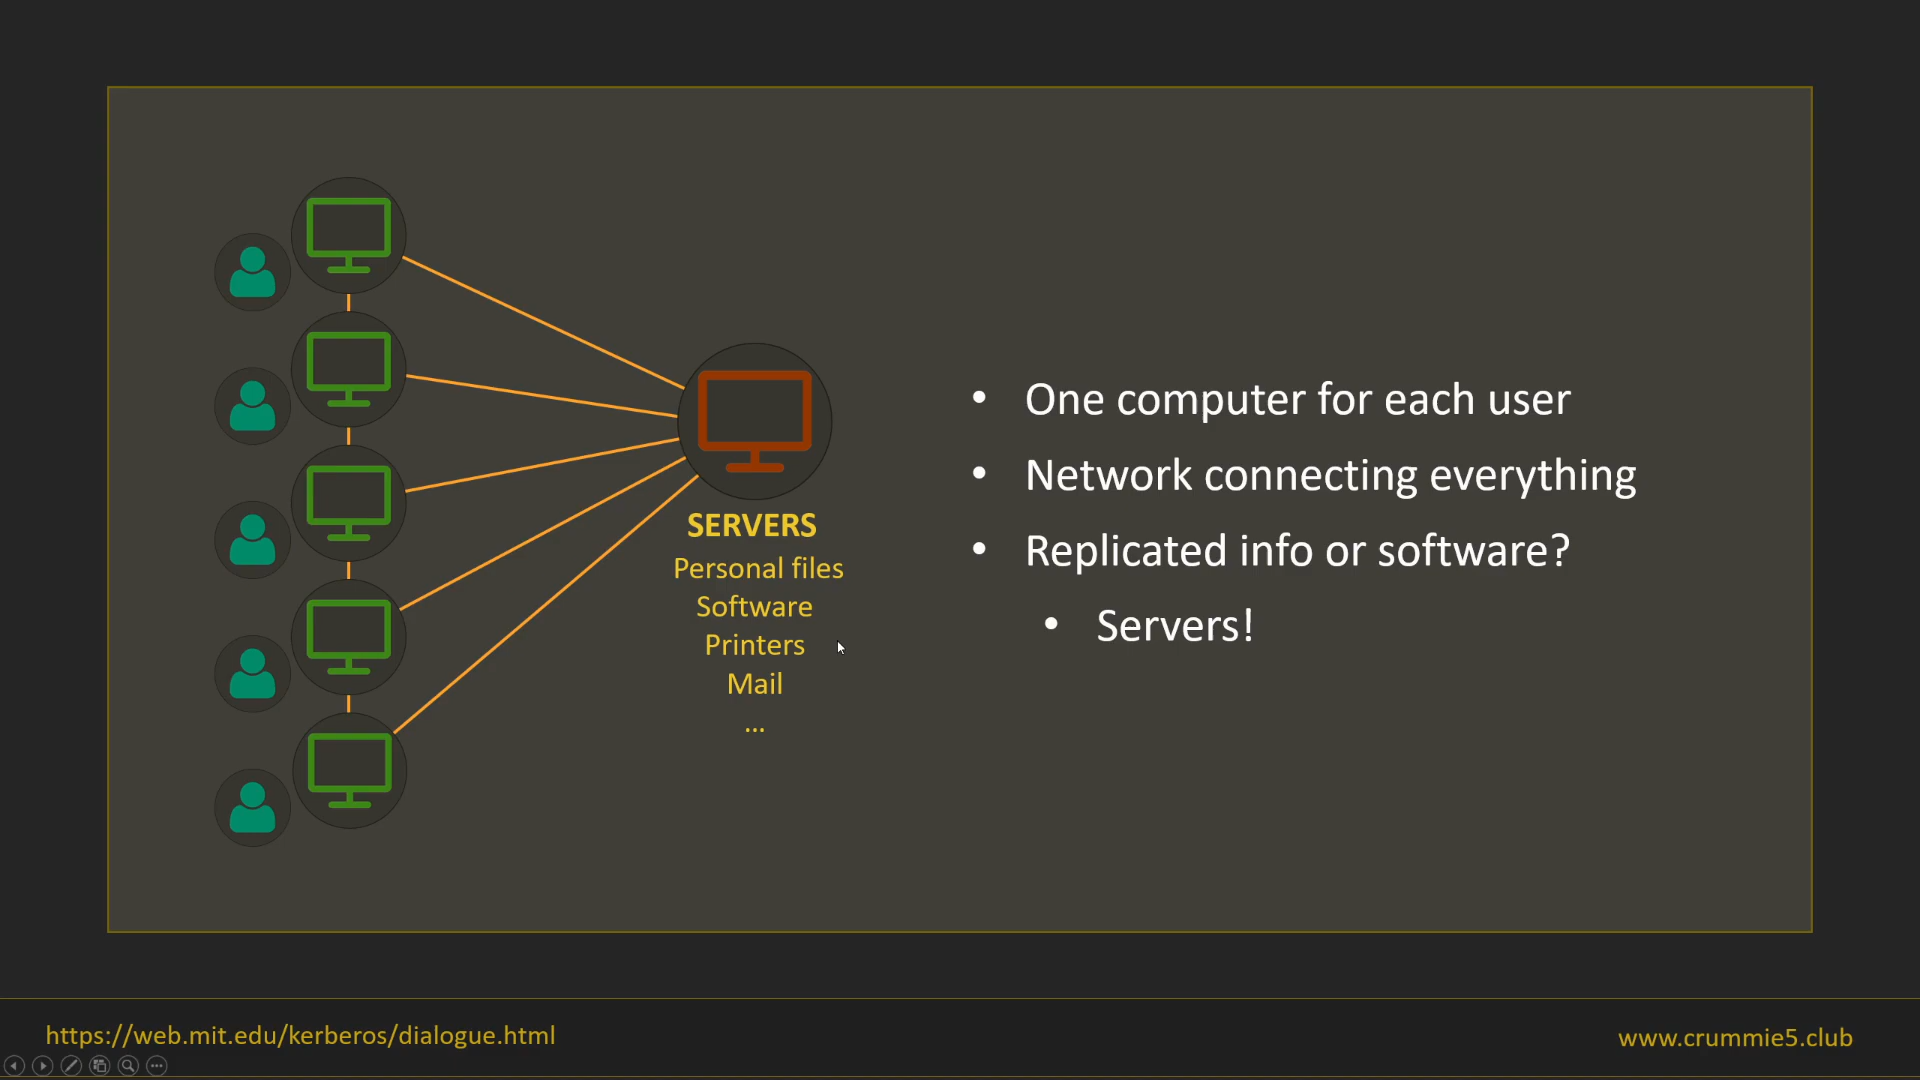 SERVERS
Personal files
Software
Printers
Mail
...
• One computer for each user
• Network connecting everything
• Replicated info or software?
• Servers!
https://web.mit.edu/kerberos/dialogue.html
www.crummie5.club